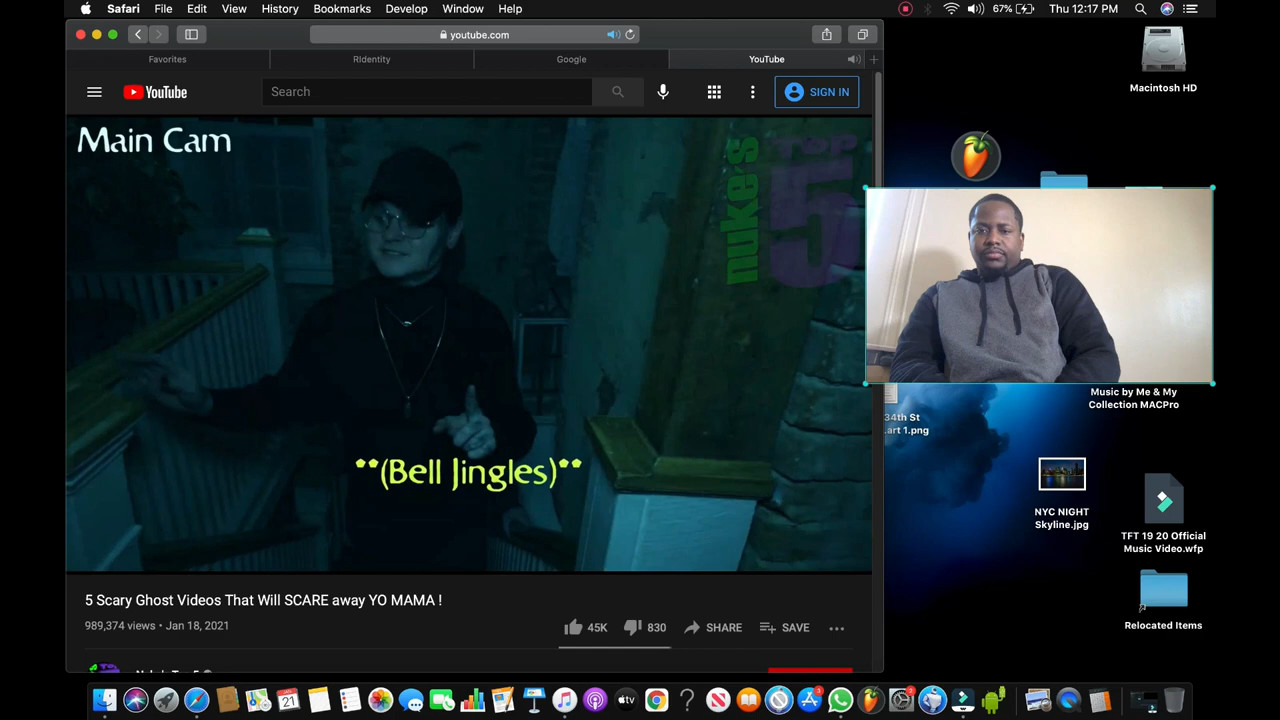 Safari File Edit View History Bookmarks Develop Window Help
67% Thu 12:17 PM
youtube.com
Favorites RIdentity Google YouTube
YouTube Search SIGN IN
Macintosh HD
Main Cam
nuke's
TOP
5
**(Bell Jingles)**
Music by Me & My
Collection MACPro
34th St
art 1.png
NYC NIGHT
Skyline.jpg
TFT 19 20 Official
Music Video.wfp
Relocated Items
5 Scary Ghost Videos That Will SCARE away YO MAMA !
989,374 views • Jan 18, 2021
45K 830 SHARE SAVE